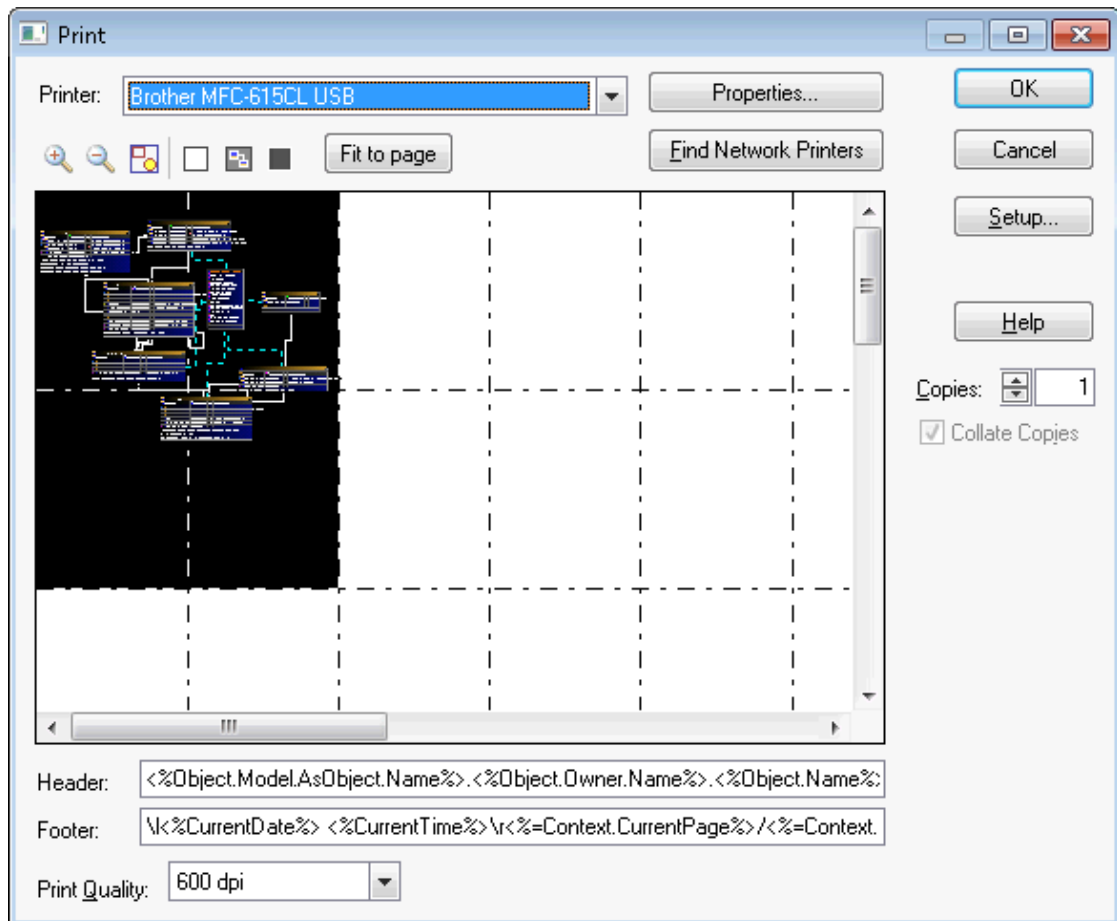 Print
Printer:
Brother MFC-615CL USB
Properties...
OK
Fit to page
Find Network Printers
Cancel
Setup...
Help
Copies:
1
Collate Copies
Header:
<%Object.Model.AsObject.Name%>.<%Object.Owner.Name%>.<%Object.Name%>
Footer:
\l<%CurrentDate%> <%CurrentTime%>\r<%=Context.CurrentPage%>/<%=Context.
Print Quality:
600 dpi